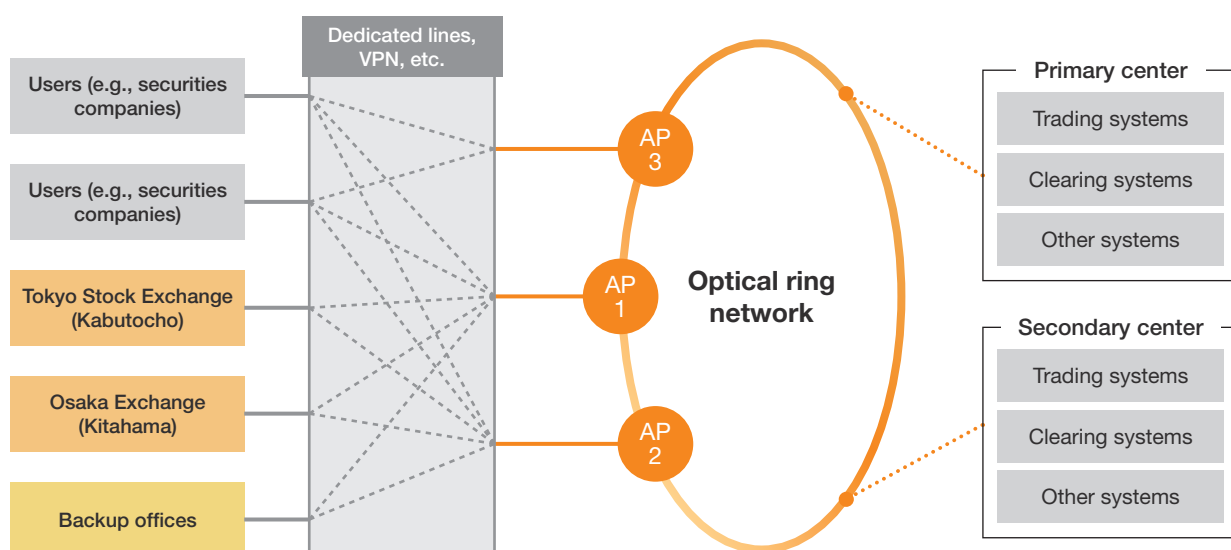 Dedicated lines,
VPN, etc.
Users (e.g., securities
companies)
Users (e.g., securities
companies)
Tokyo Stock Exchange
(Kabutocho)
Osaka Exchange
(Kitahama)
Backup offices
AP
3
AP
1
AP
2
Optical ring
network
Primary center
Trading systems
Clearing systems
Other systems
Secondary center
Trading systems
Clearing systems
Other systems